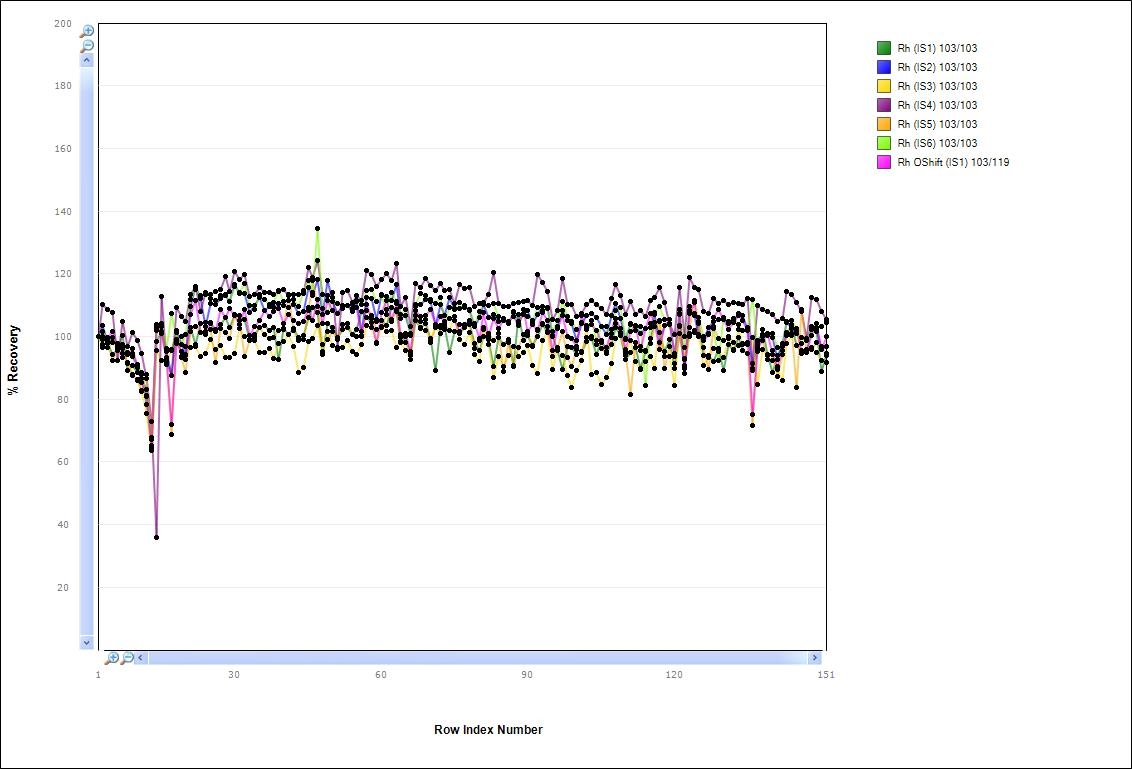 200
180
160
140
120
100
80
60
40
20
% Recovery
1 30 60 90 120 151
Row Index Number
Rh (IS1) 103/103
Rh (IS2) 103/103
Rh (IS3) 103/103
Rh (IS4) 103/103
Rh (IS5) 103/103
Rh (IS6) 103/103
Rh OShift (IS1) 103/119